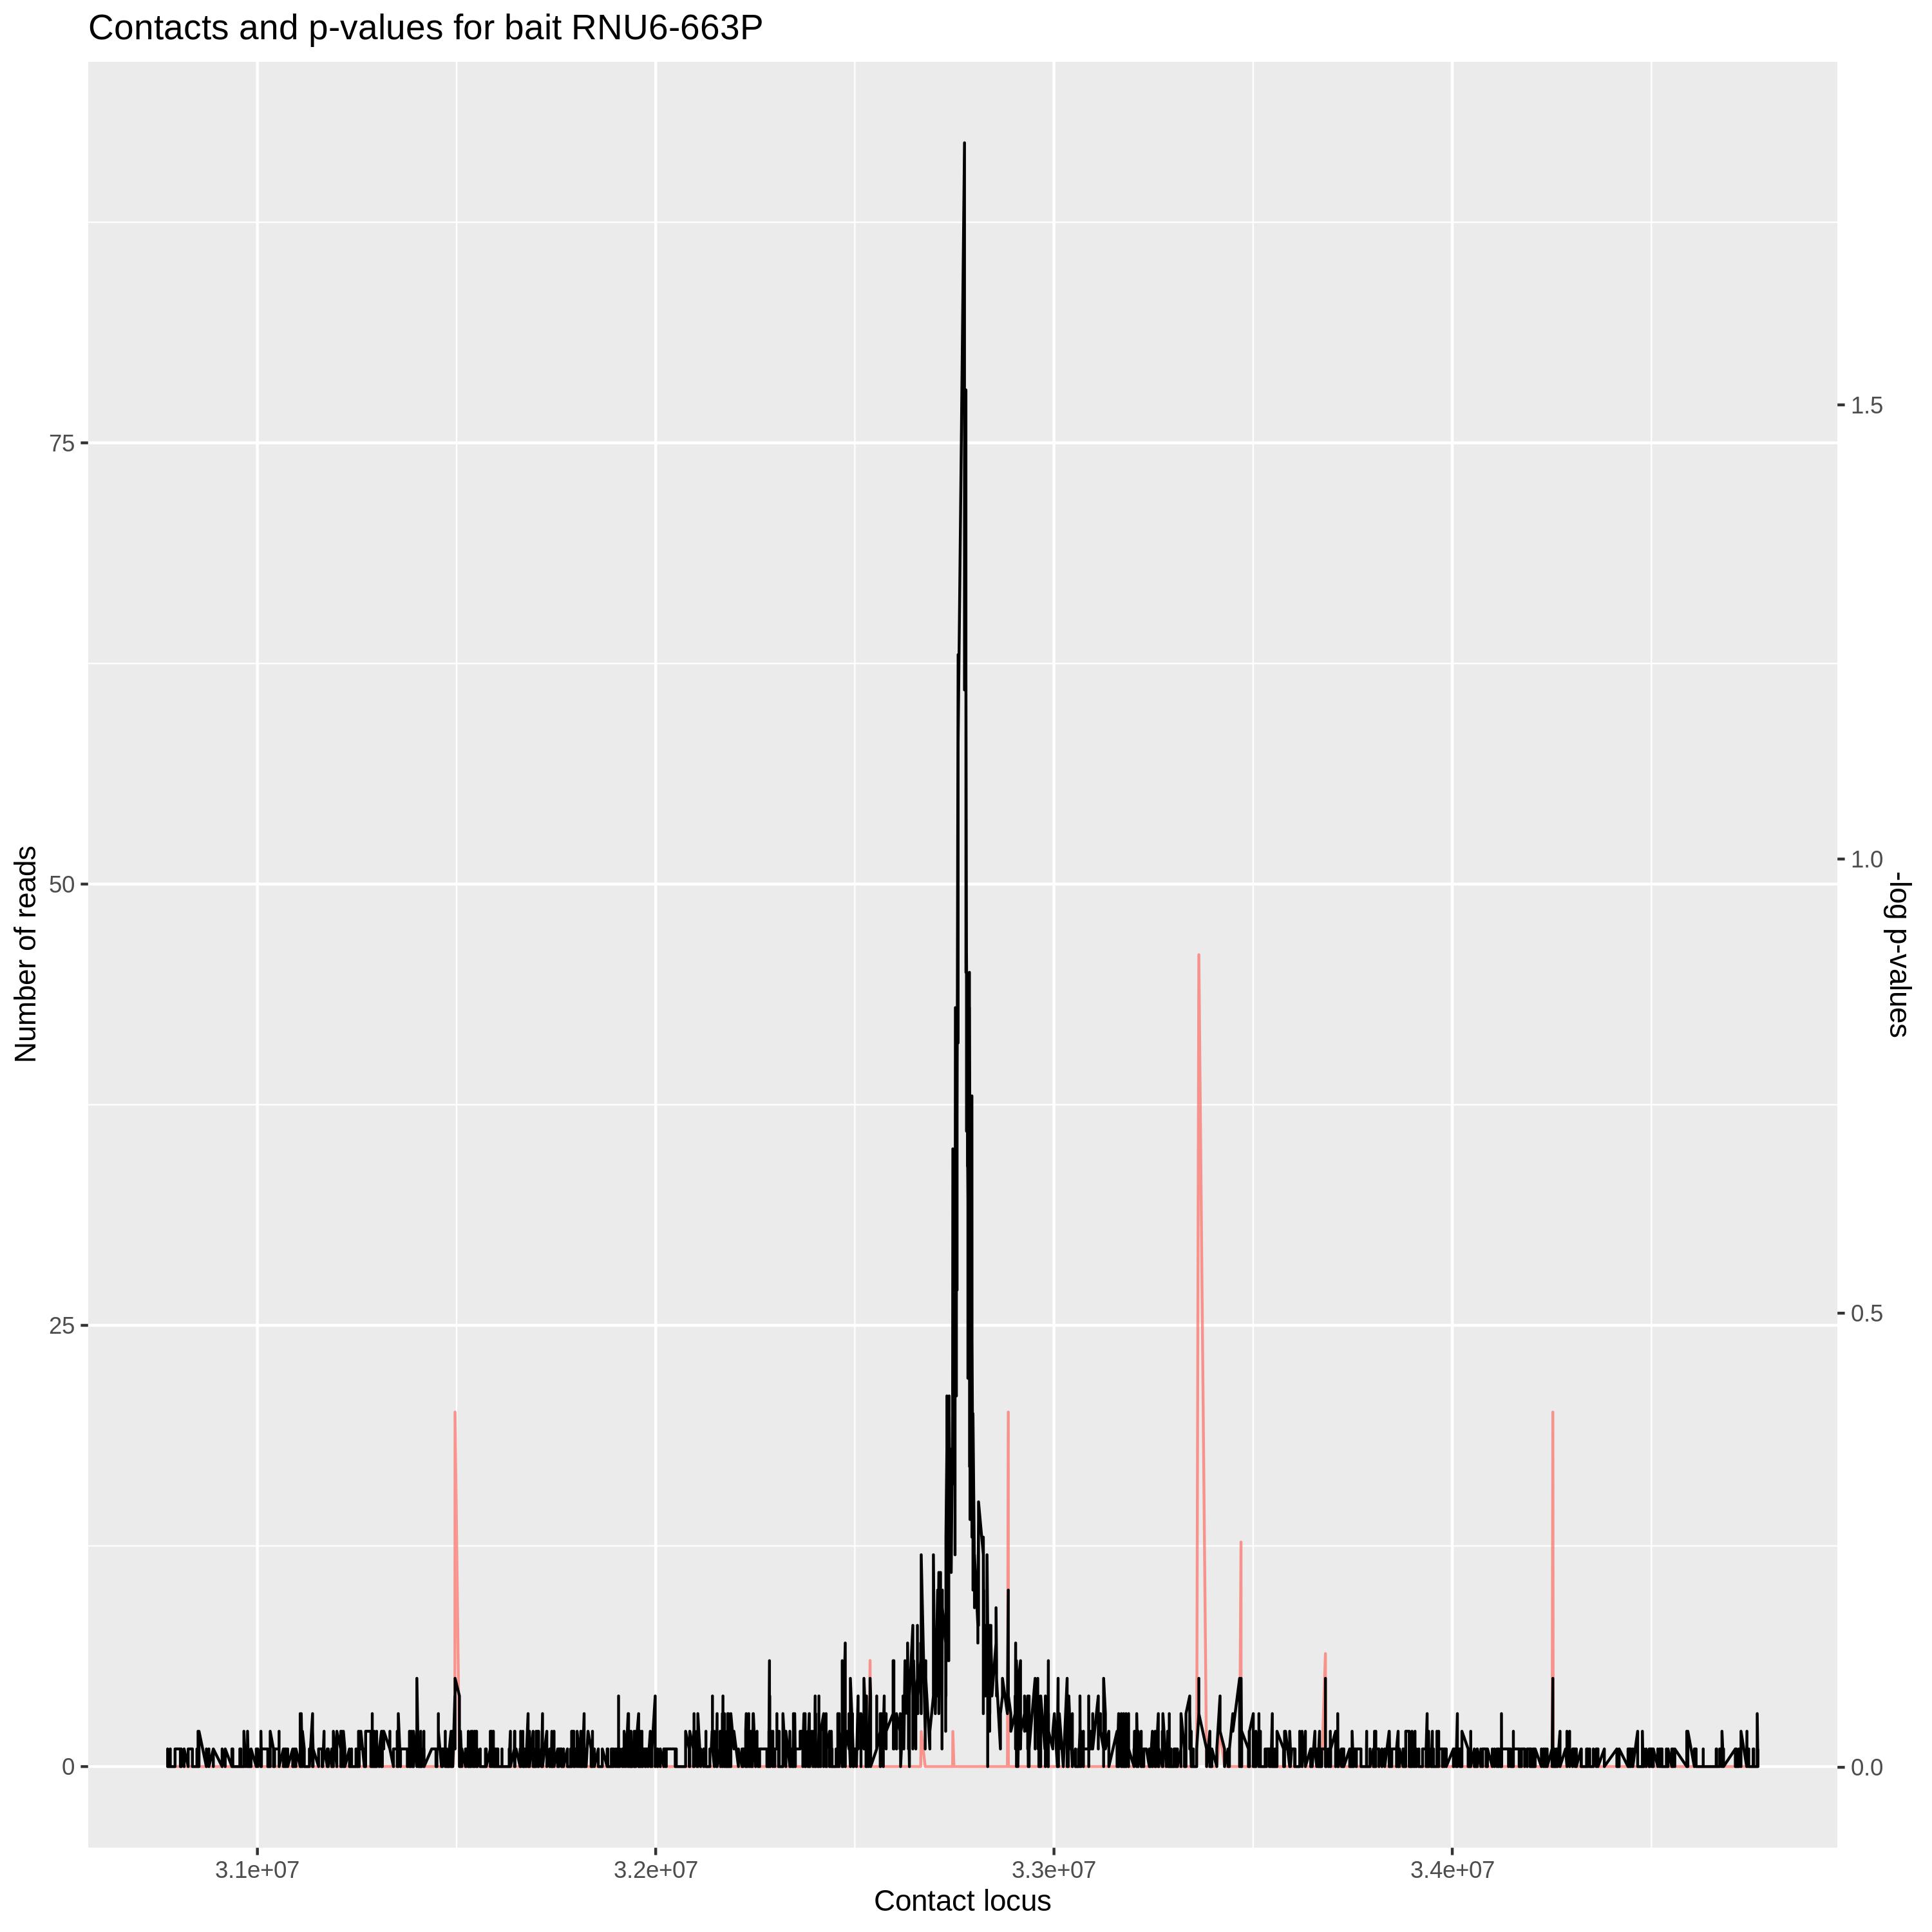 Contacts and p-values for bait RNU6-663P
Number of reads
75
50
25
0
1.5
1.0
0.5
0.0
-log p-values
3.1e+07 3.2e+07 3.3e+07 3.4e+07
Contact locus